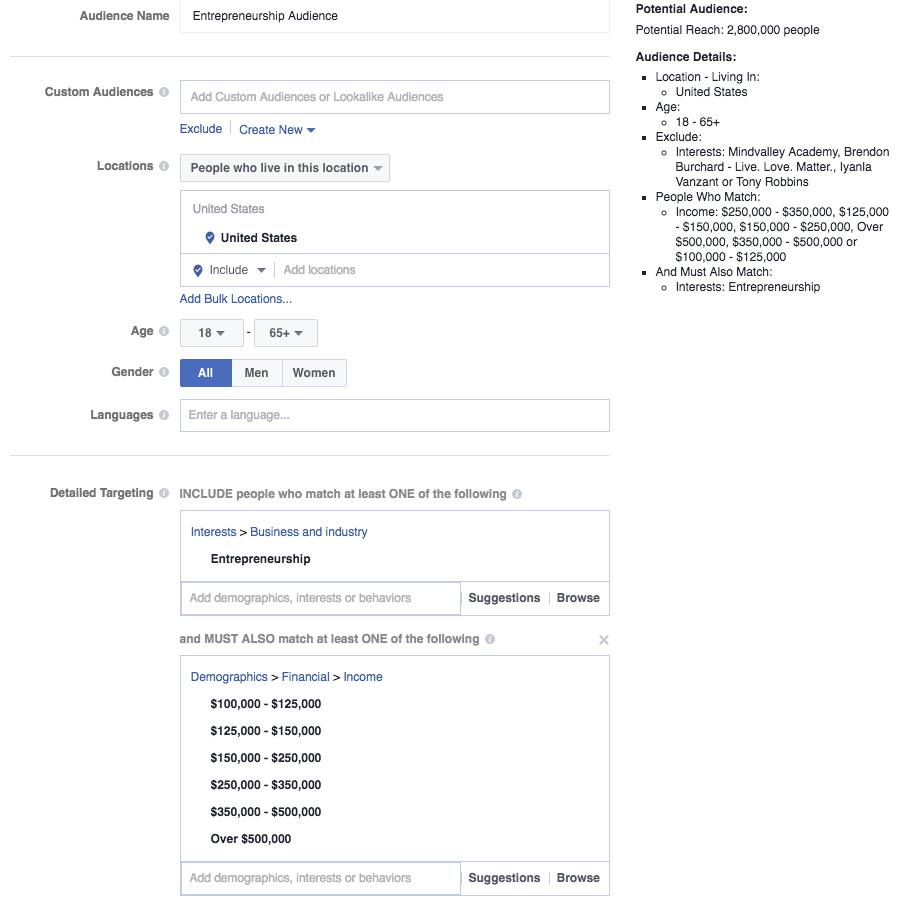 Audience Name
Entrepreneurship Audience
Custom Audiences
Add Custom Audiences or Lookalike Audiences
Exclude
Create New
Locations
People who live in this location
United States
United States
Include
Add locations
Add Bulk Locations...
Age
18 - 65+
Gender
All Men Women
Languages
Enter a language...
Detailed Targeting
INCLUDE people who match at least ONE of the following
Interests > Business and industry
Entrepreneurship
Add demographics, interests or behaviors
Suggestions
Browse
and MUST ALSO match at least ONE of the following
Demographics > Financial > Income
$100,000 - $125,000
$125,000 - $150,000
$150,000 - $250,000
$250,000 - $350,000
$350,000 - $500,000
Over $500,000
Add demographics, interests or behaviors
Suggestions
Browse
Potential Audience:
Potential Reach: 2,800,000 people
Audience Details:
Location - Living In:
United States
Age:
18 - 65+
Exclude:
Interests: Mindvalley Academy, Brendon
Burchard - Live. Love. Matter., Iyanla
Vanzant or Tony Robbins
People Who Match:
Income: $250,000 - $350,000, $125,000
- $150,000, $150,000 - $250,000, Over
$500,000, $350,000 - $500,000 or
$100,000 - $125,000
And Must Also Match:
Interests: Entrepreneurship